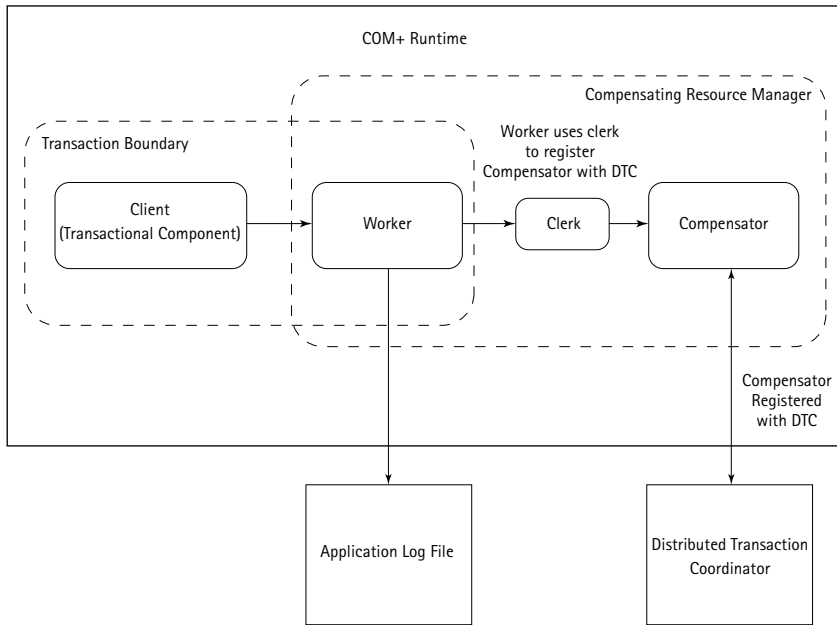 COM+ Runtime
Compensating Resource Manager
Transaction Boundary
Worker uses clerk
to register
Compensator with DTC
Client
(Transactional Component)
Worker
Clerk
Compensator
Compensator
Registered
with DTC
Application Log File
Distributed Transaction
Coordinator